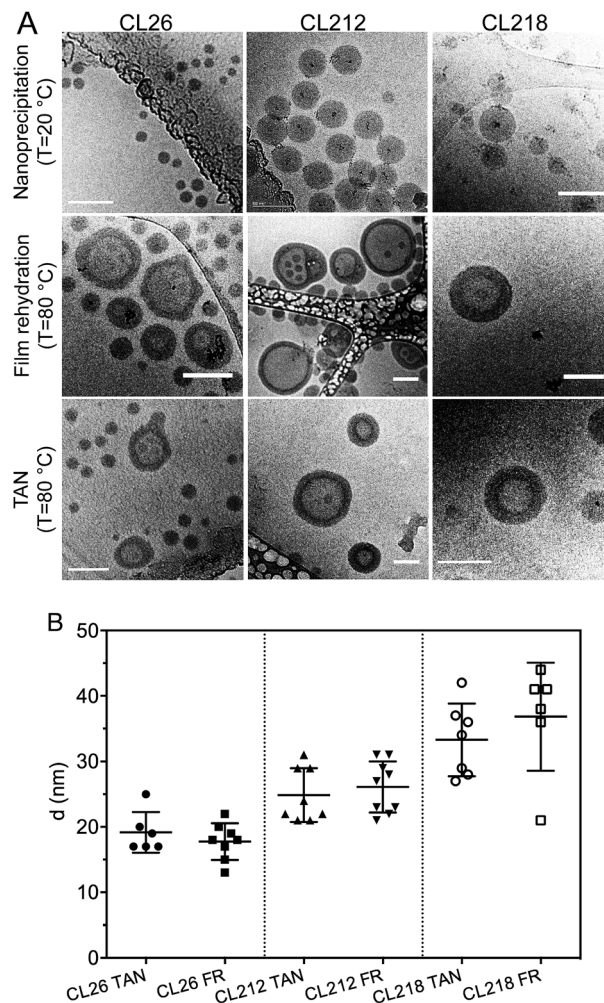 A
CL26 CL212 CL218
Nanoprecipitation
(T=20 °C)
Film rehydration
(T=80 °C)
TAN
(T=80 °C)
B
50
40
30
20
10
0
d (nm)
CL26 TAN
CL26 FR
CL212 TAN
CL212 FR
CL218 TAN
CL218 FR